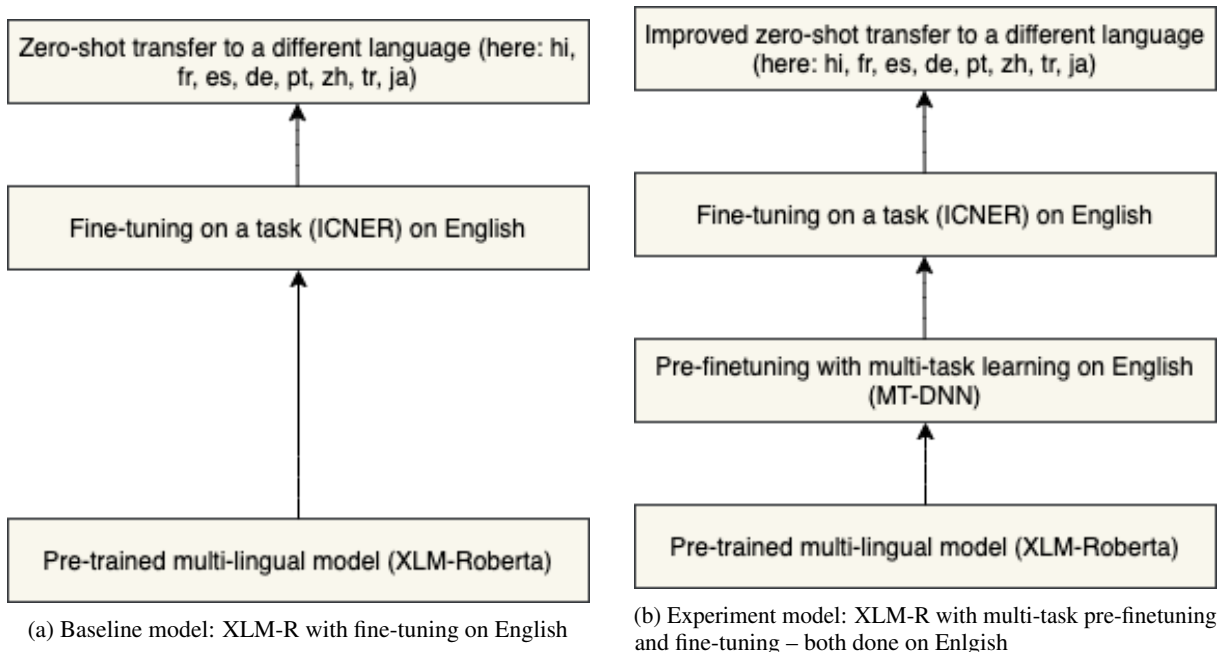 Zero-shot transfer to a different language (here: hi,
fr, es, de, pt, zh, tr, ja)
Fine-tuning on a task (ICNER) on English
Pre-trained multi-lingual model (XLM-Roberta)
(a) Baseline model: XLM-R with fine-tuning on English
Improved zero-shot transfer to a different language
(here: hi, fr, es, de, pt, zh, tr, ja)
Fine-tuning on a task (ICNER) on English
Pre-finetuning with multi-task learning on English
(MT-DNN)
Pre-trained multi-lingual model (XLM-Roberta)
(b) Experiment model: XLM-R with multi-task pre-finetuning
and fine-tuning – both done on Enlgish